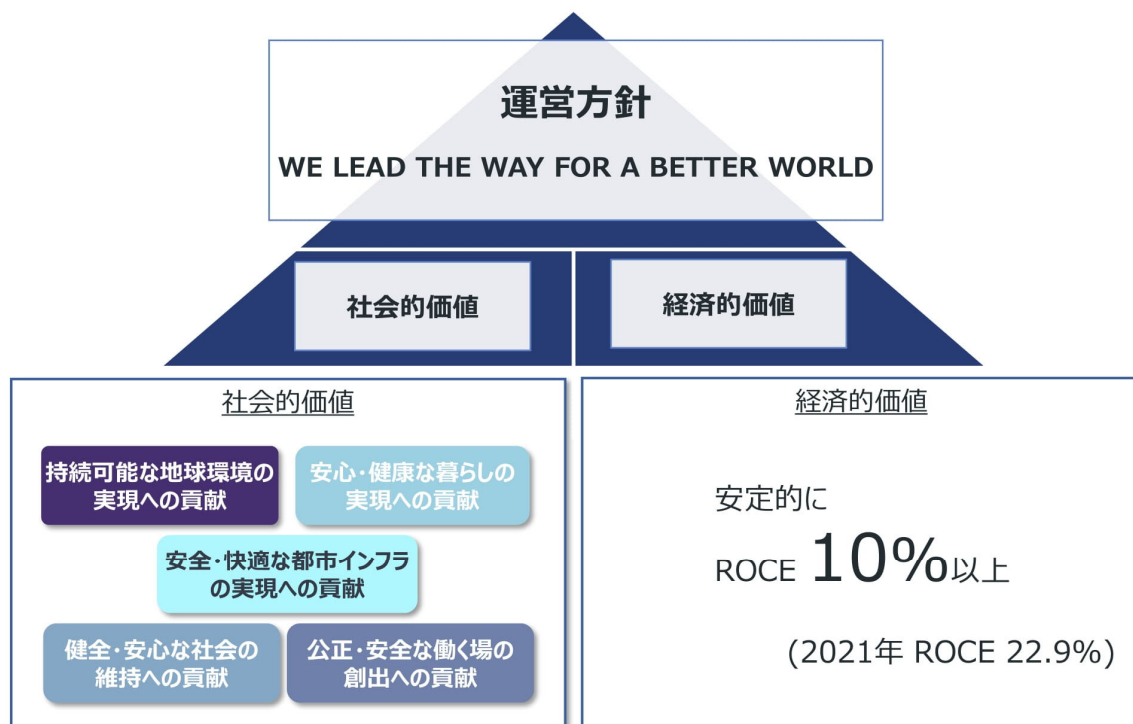 運営方針
WE LEAD THE WAY FOR A BETTER WORLD
社会的価値
経済的価値
社会的価値
持続可能な地球環境の
実現への貢献
安心・健康な暮らしの
実現への貢献
安全・快適な都市インフラ
の実現への貢献
健全・安心な社会の
維持への貢献
公正・安全な働く場の
創出への貢献
経済的価値
安定的に
ROCE 10%以上
(2021年 ROCE 22.9%)